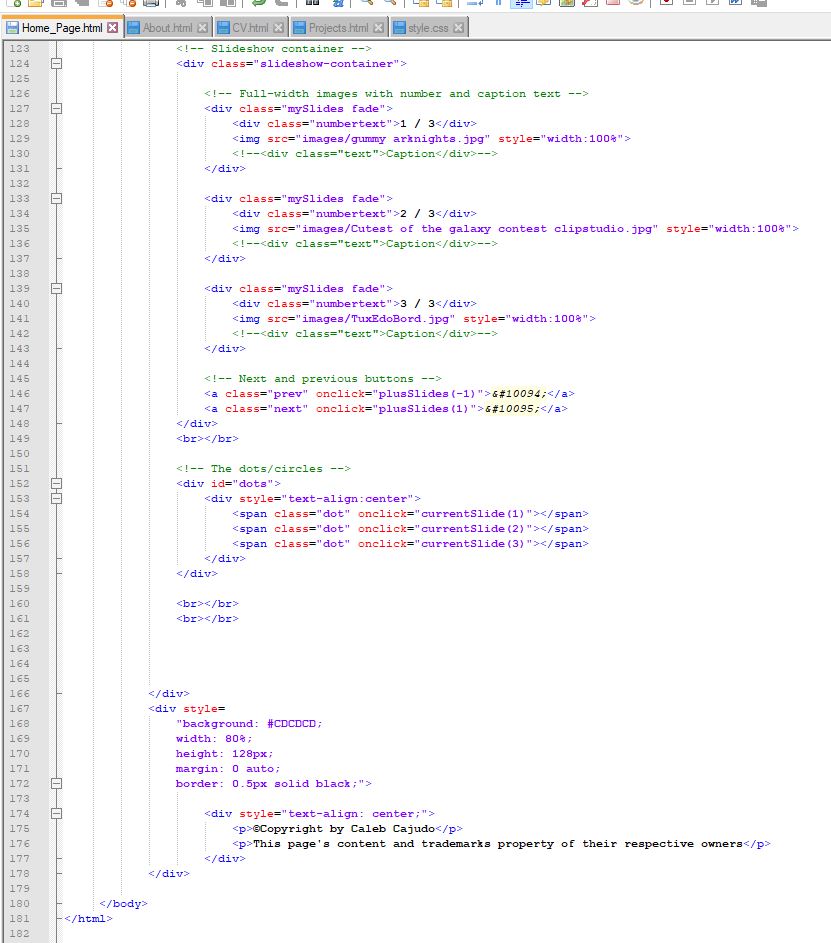 Home_Page.html About.html CV.html Projects.html style.css
123 <!-- Slideshow container -->
124 <div class="slideshow-container">
125
126 <!-- Full-width images with number and caption text -->
127 <div class="mySlides fade">
128 <div class="numbertext">1 / 3</div>
129 <img src="images/gummy arknights.jpg" style="width:100%">
130 <!--<div class="text">Caption</div>-->
131 </div>
132
133 <div class="mySlides fade">
134 <div class="numbertext">2 / 3</div>
135 <img src="images/Cutest of the galaxy contest clipstudio.jpg" style="width:100%">
136 <!--<div class="text">Caption</div>-->
137 </div>
138
139 <div class="mySlides fade">
140 <div class="numbertext">3 / 3</div>
141 <img src="images/TuxEdoBord.jpg" style="width:100%">
142 <!--<div class="text">Caption</div>-->
143 </div>
144
145 <!-- Next and previous buttons -->
146 <a class="prev" onclick="plusSlides(-1)">&#10094;</a>
147 <a class="next" onclick="plusSlides(1)">&#10095;</a>
148 </div>
149 <br></br>
150
151 <!-- The dots/circles -->
152 <div id="dots">
153 <div style="text-align:center">
154 <span class="dot" onclick="currentSlide(1)"></span>
155 <span class="dot" onclick="currentSlide(2)"></span>
156 <span class="dot" onclick="currentSlide(3)"></span>
157 </div>
158 </div>
159
160 <br></br>
161 <br></br>
162
163
164
165
166 </div>
167 <div style=
168 "background: #CDCDCD;
169 width: 80%;
170 height: 128px;
171 margin: 0 auto;
172 border: 0.5px solid black;">
173
174 <div style="text-align: center;">
175 <p>©Copyright by Caleb Cajudo</p>
176 <p>This page's content and trademarks property of their respective owners</p>
177 </div>
178 </div>
179
180 </body>
181 </html>
182